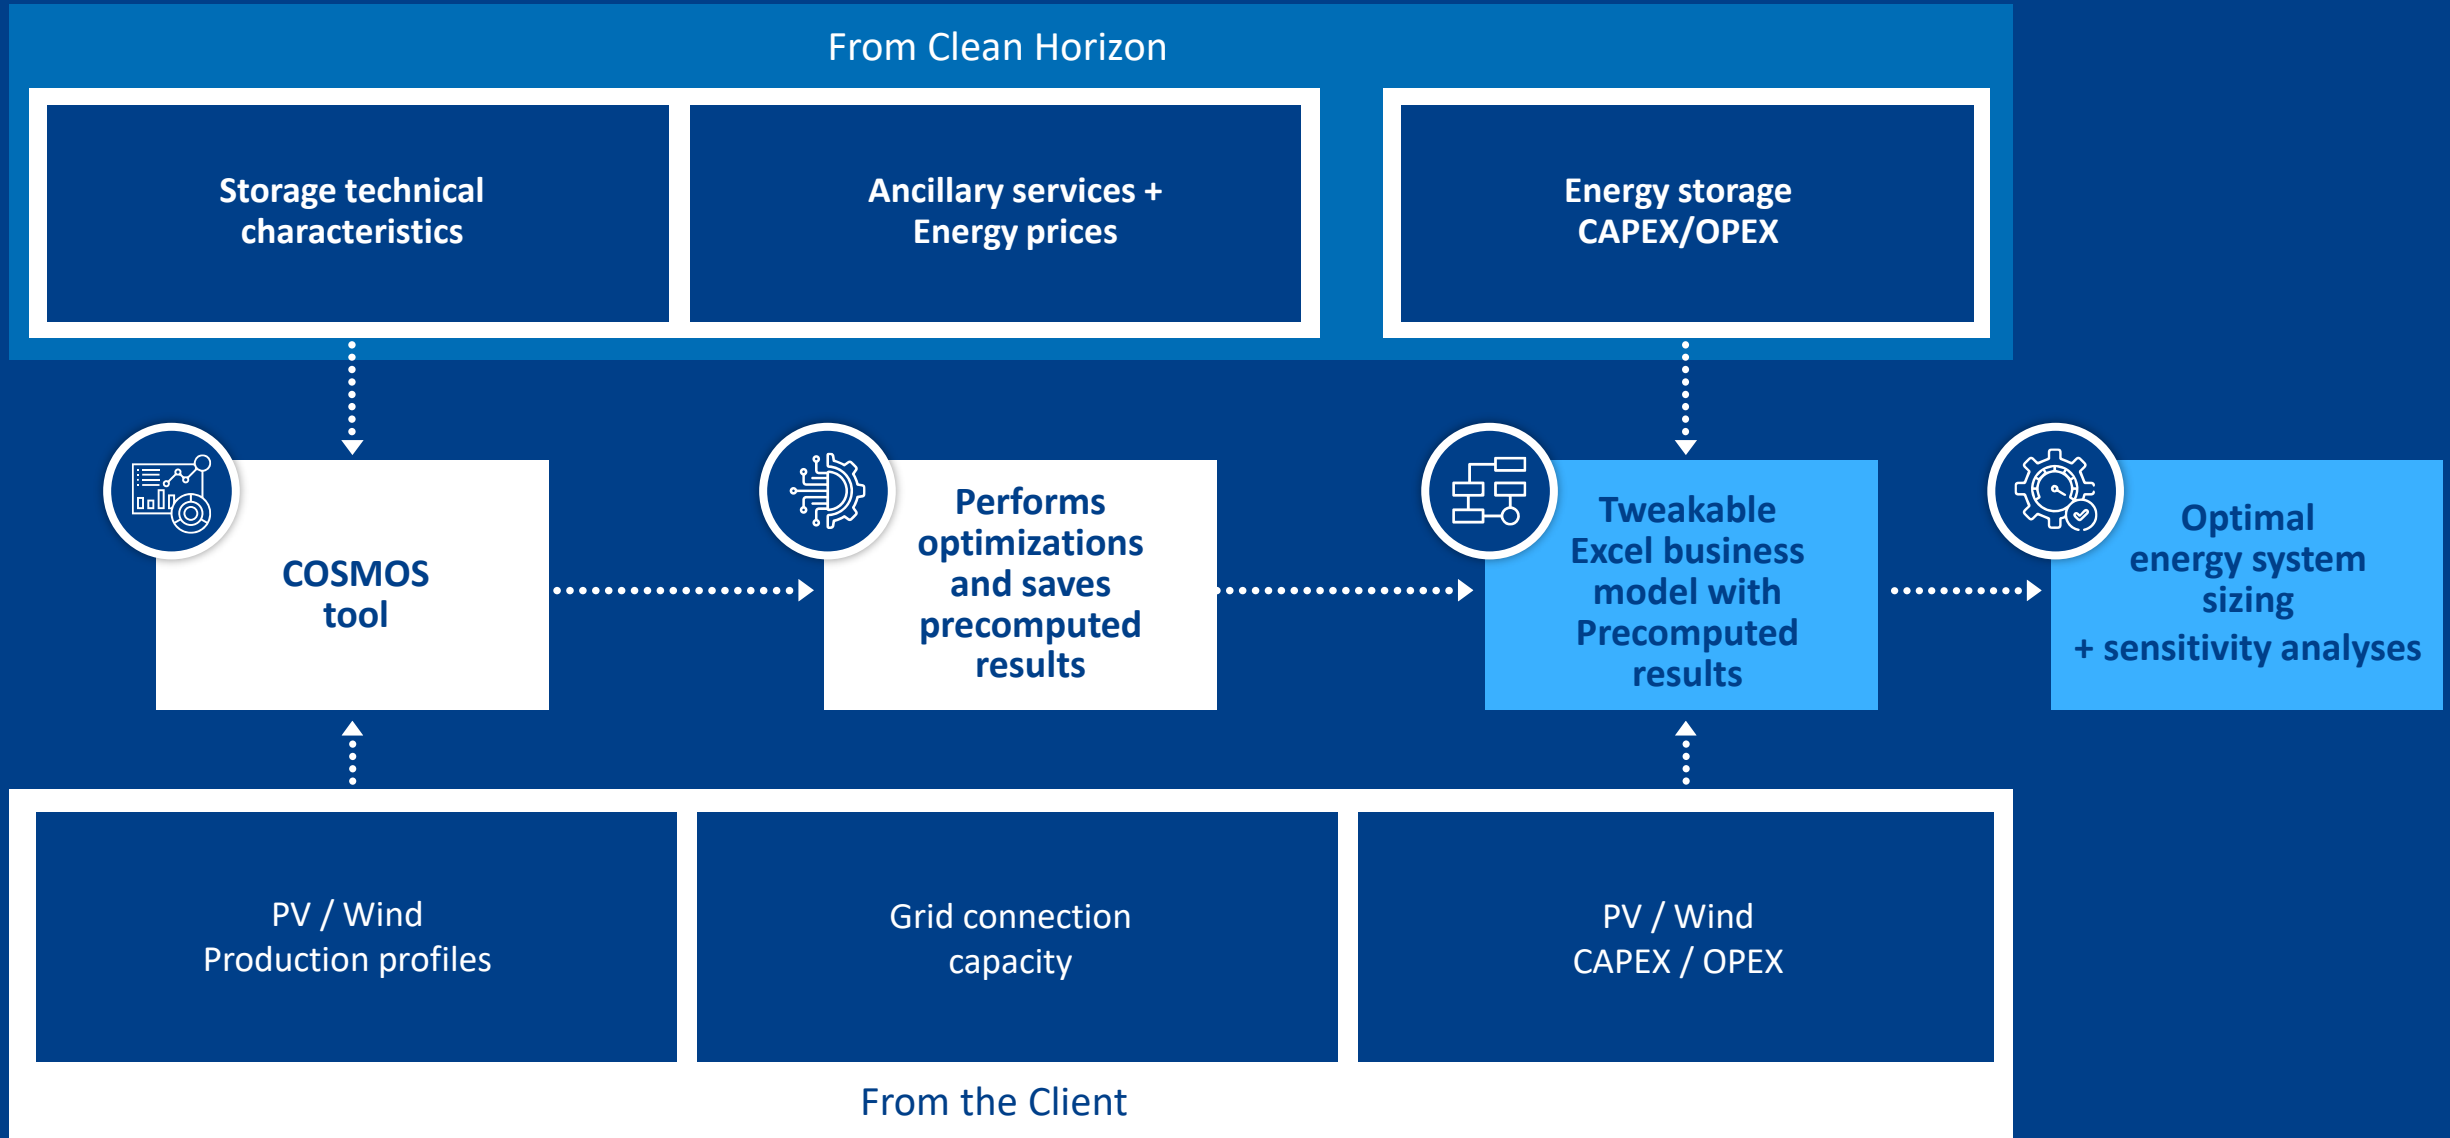 From Clean Horizon
Storage technical
characteristics
Ancillary services +
Energy prices
Energy storage
CAPEX/OPEX
COSMOS
tool
Performs
optimizations
and saves
precomputed
results
Tweakable
Excel business
model with
Precomputed
results
Optimal
energy system
sizing
+ sensitivity analyses
PV / Wind
Production profiles
Grid connection
capacity
PV / Wind
CAPEX / OPEX
From the Client